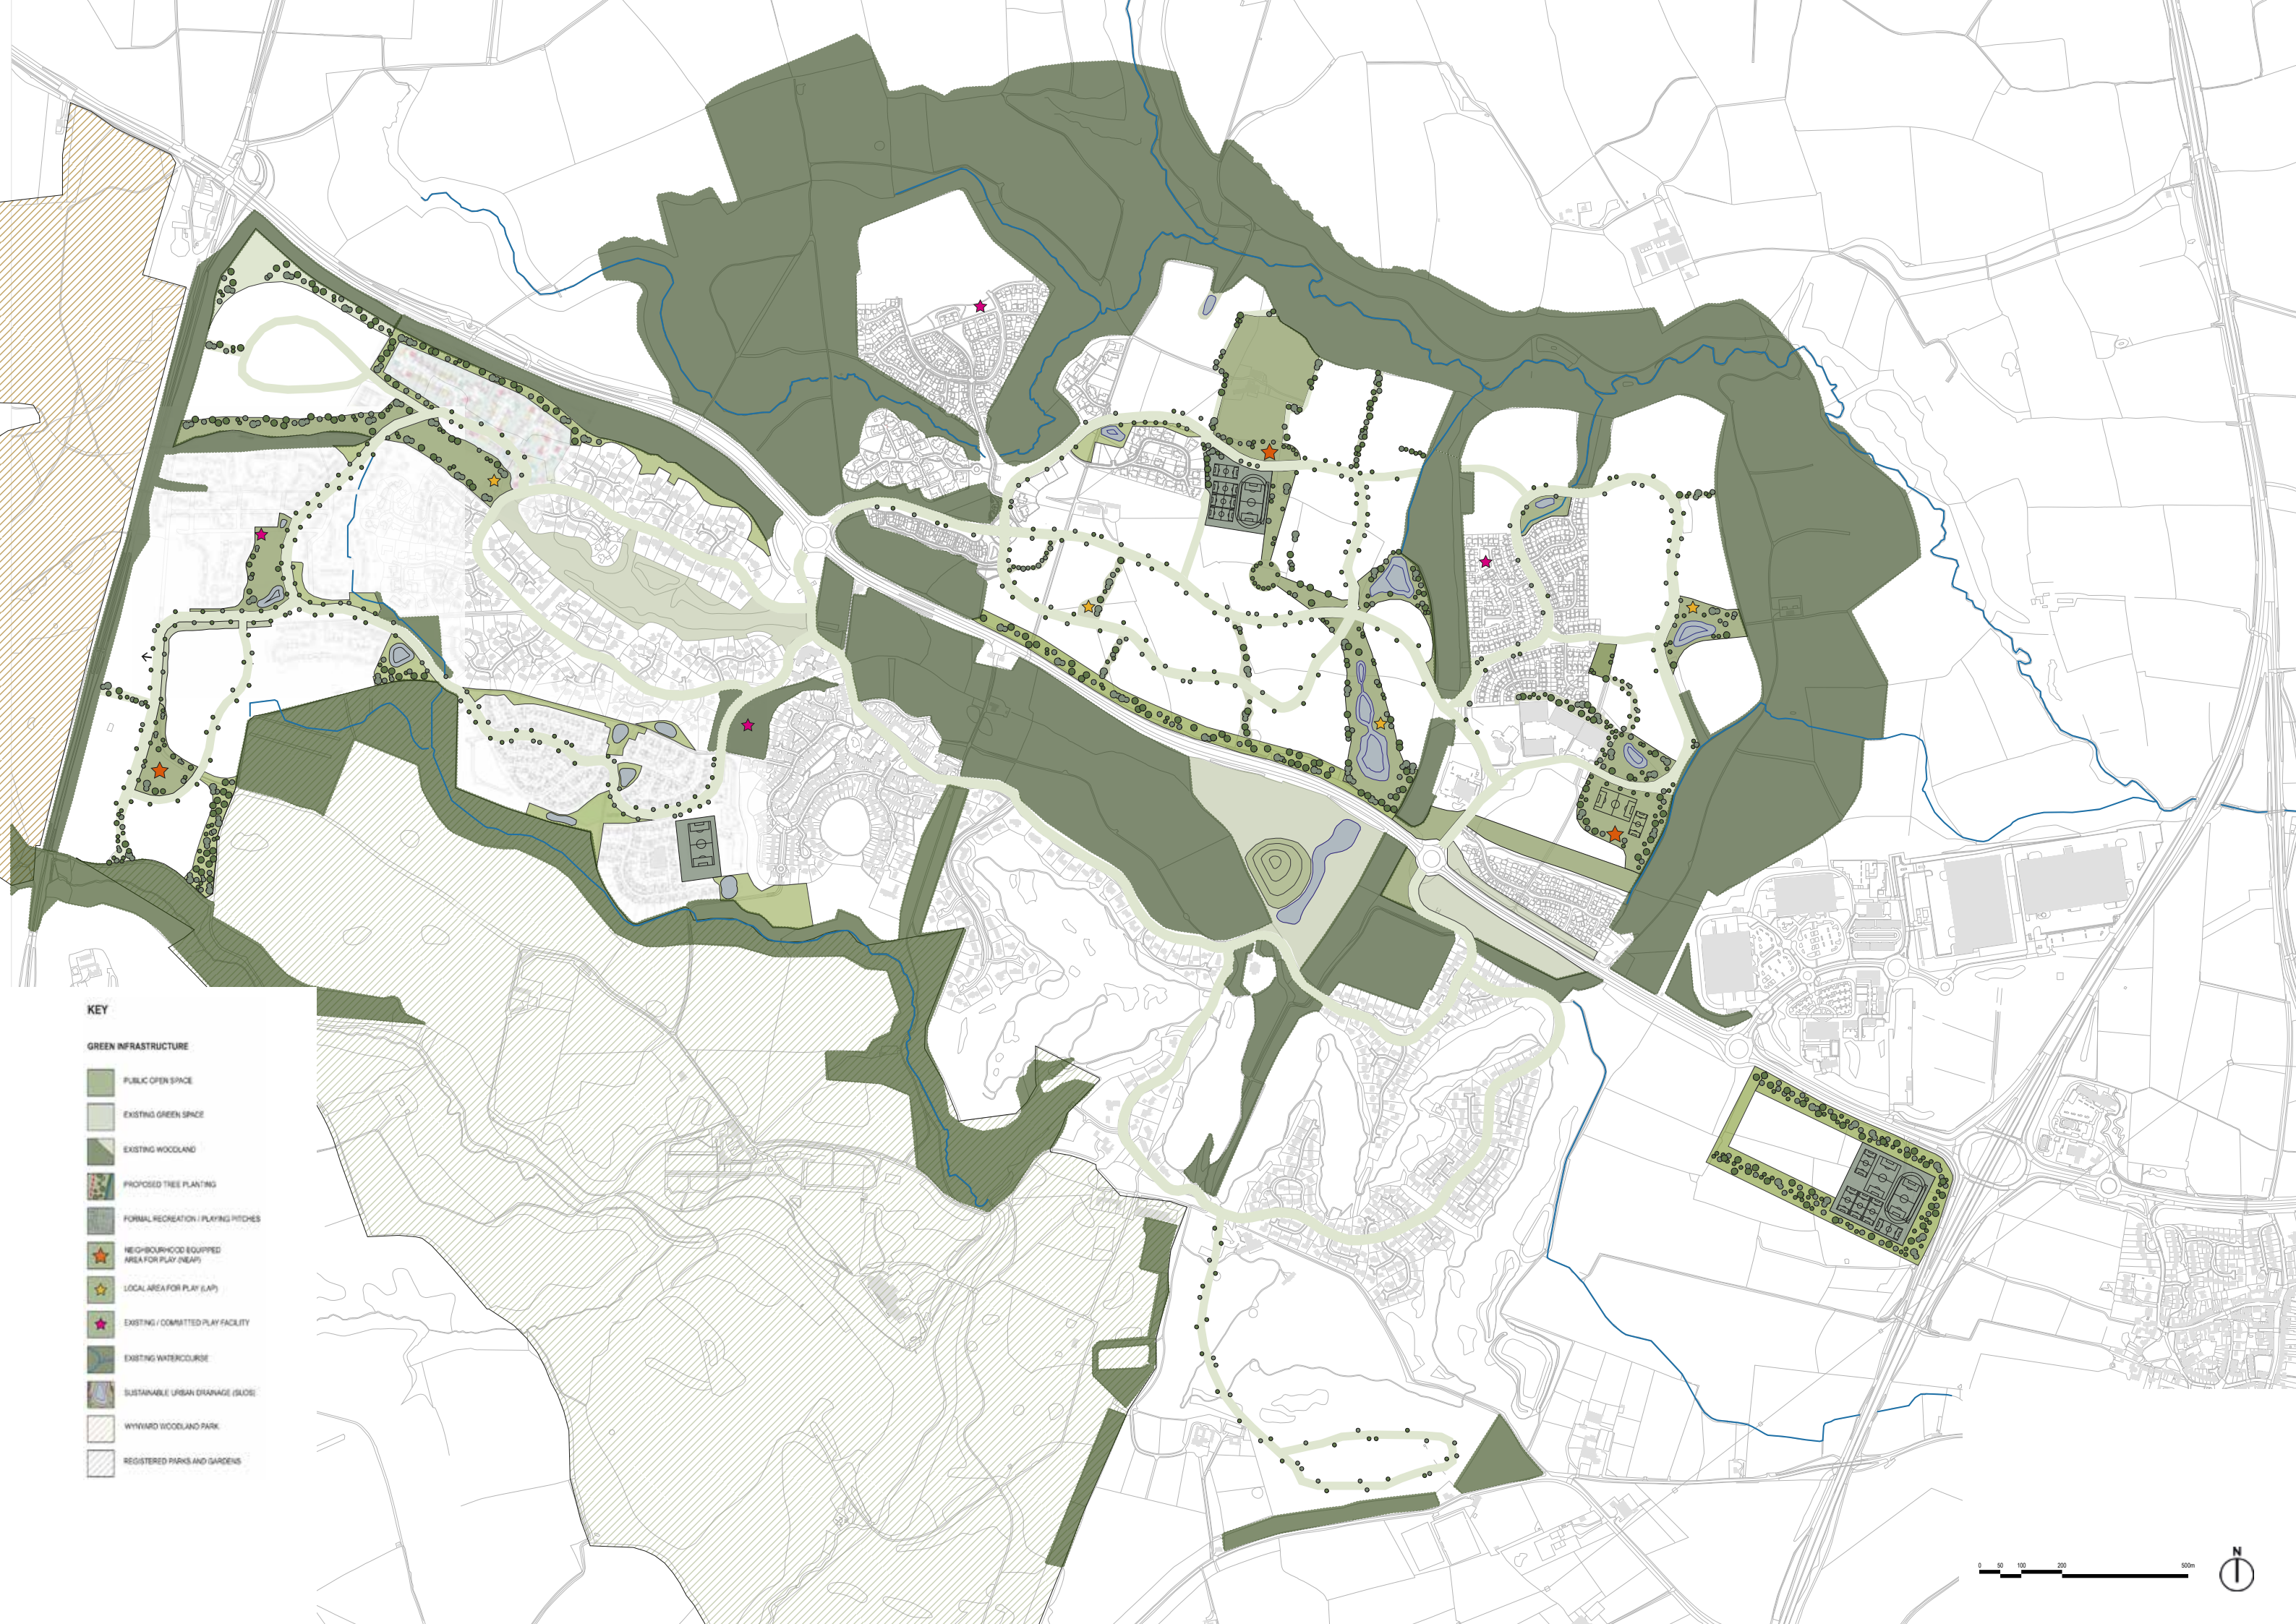 KEY
GREEN INFRASTRUCTURE
PUBLIC OPEN SPACE
EXISTING GREEN SPACE
EXISTING WOODLAND
PROPOSED TREE PLANTING
FORMAL RECREATION / PLAYING PITCHES
NEIGHBOURHOOD EQUIPPED
AREA FOR PLAY (NEAP)
LOCAL AREA FOR PLAY (LAP)
EXISTING / COMMITTED PLAY FACILITY
EXISTING WATERCOURSE
SUSTAINABLE URBAN DRAINAGE (SUDS)
WYNYARD WOODLAND PARK
REGISTERED PARKS AND GARDENS
0 50 100 200 500m
N